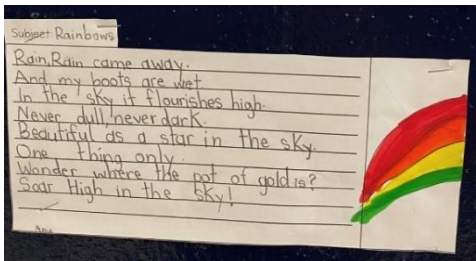 Subject Rainbows
Rain, Rain came away.
And my boots are wet
In the sky it flourishes high.
Never dull, never dark.
Beautiful as a star in the sky.
One thing only.
Wonder where the pot of gold is?
Soar High in the sky!